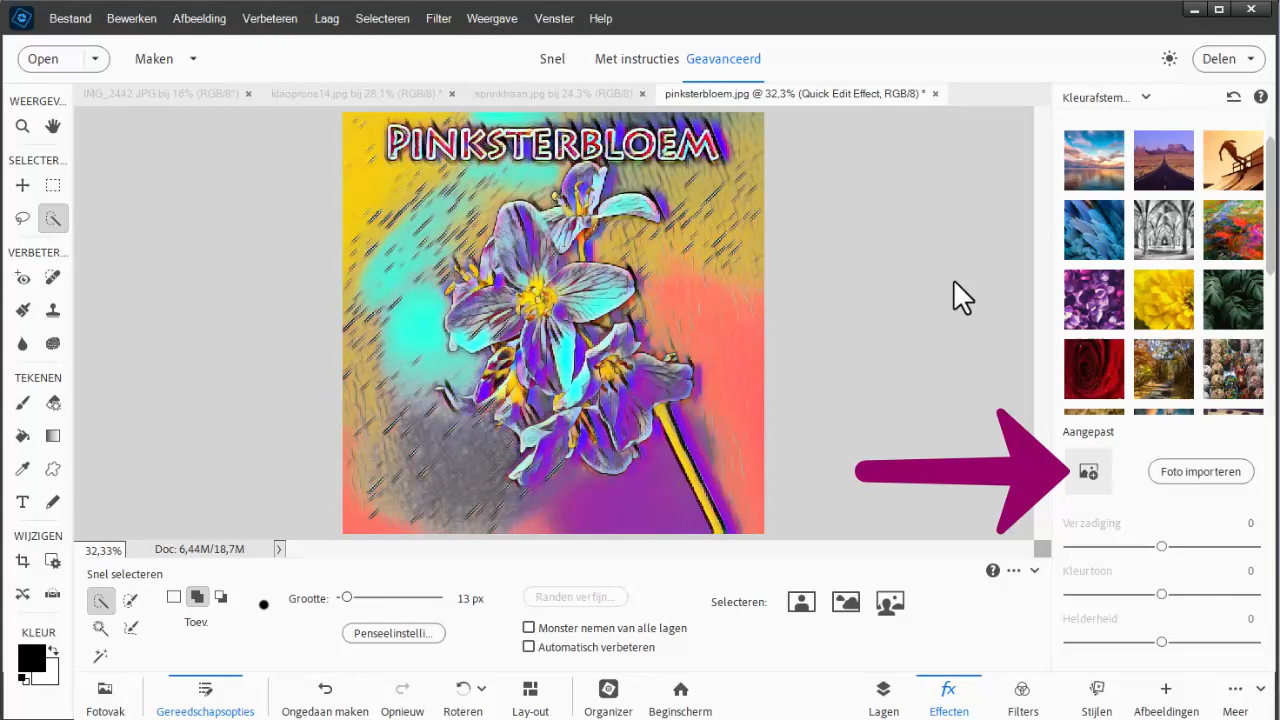 Bestand Bewerken Afbeelding Verbeteren Laag Selecteren Filter Weergave Venster Help
Open Maken Snel Met instructies Geavanceerd Delen
IMG_2442 JPG bij 16% (RGB/8*) klaoproos14.jpg bij 28,1% (RGB/8) * sprinkhaan.jpg bij 24,3% (RGB/8) pinksterbloem.jpg @ 32,3% (Quick Edit Effect, RGB/8) *
Kleurafstem...
WEERGEV...
SELECTER...
VERBETER...
TEKENEN
WIJZIGEN
KLEUR
PINKSTERBLOEM
Aangepast
Foto importeren
Verzadiging 0
Kleurtoon 0
Helderheid 0
32,33% Doc: 6,44M/18,7M
Snel selecteren
Toev.
Grootte: 13 px
Penseelinstelli...
Randen verfijn...
Monster nemen van alle lagen
Automatisch verbeteren
Selecteren:
Fotovak Gereedschapsopties Ongedaan maken Opnieuw Roteren Lay-out Organizer Beginscherm Lagen Effecten Filters Stijlen Afbeeldingen Meer